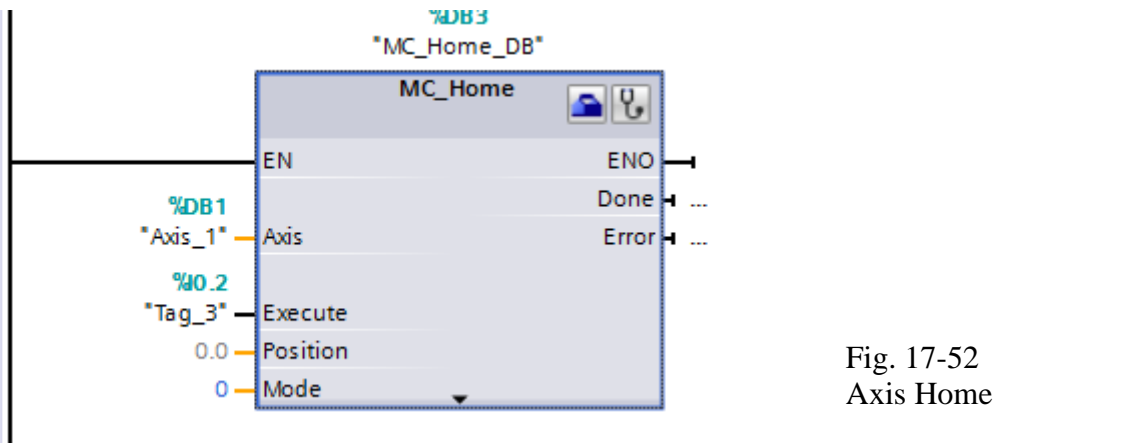 %DB3
"MC_Home_DB"
MC_Home
EN
ENO
%DB1
Done ...
"Axis_1"
Axis
Error ...
%I0.2
"Tag_3"
Execute
0.0
Position
0
Mode
Fig. 17-52
Axis Home